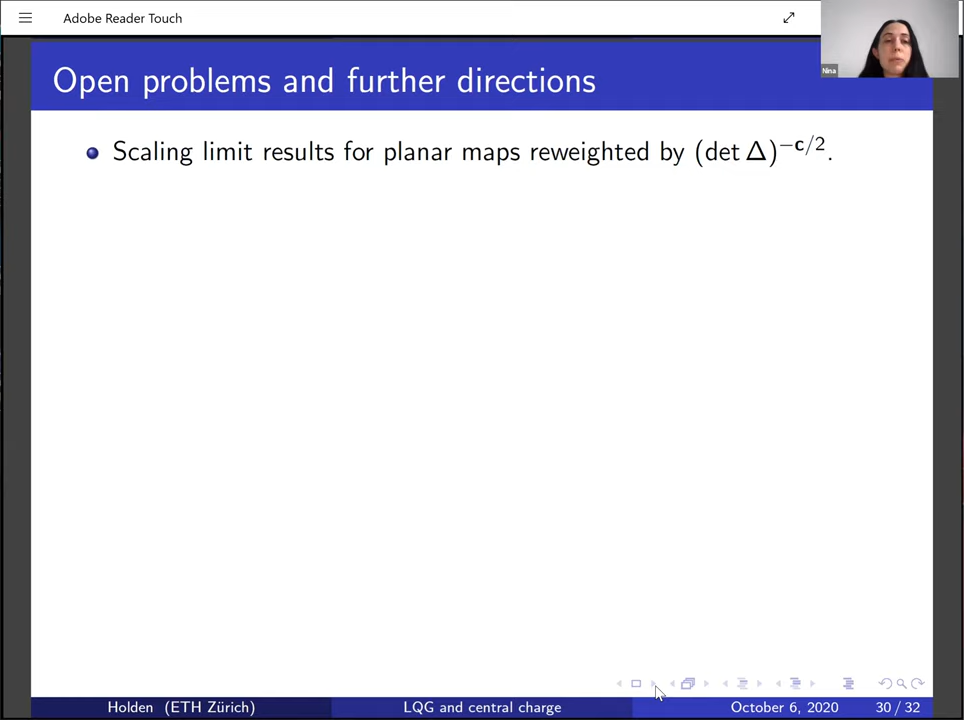 Adobe Reader Touch
Nina
Open problems and further directions
Scaling limit results for planar maps reweighted by (det Δ)^{−c/2}.
Holden (ETH Zürich) LQG and central charge October 6, 2020 30 / 32